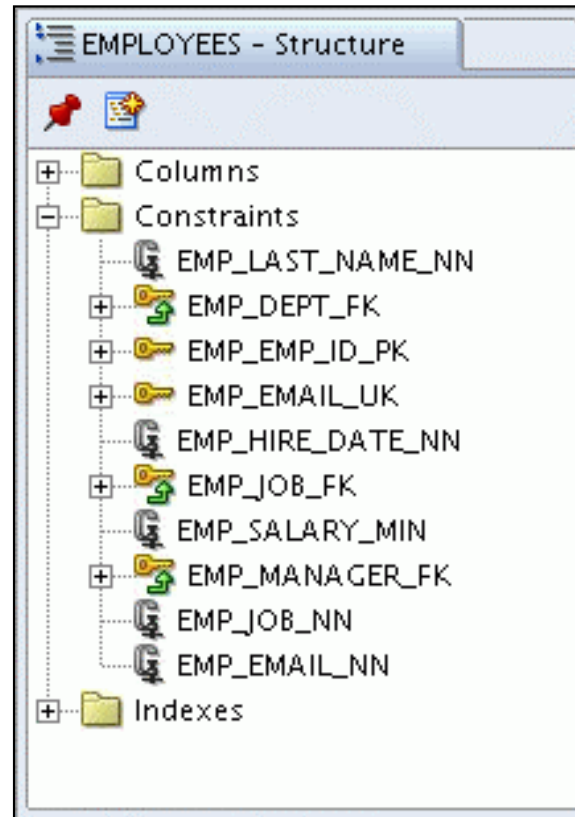 EMPLOYEES - Structure
Columns
Constraints
EMP_LAST_NAME_NN
EMP_DEPT_FK
EMP_EMP_ID_PK
EMP_EMAIL_UK
EMP_HIRE_DATE_NN
EMP_JOB_FK
EMP_SALARY_MIN
EMP_MANAGER_FK
EMP_JOB_NN
EMP_EMAIL_NN
Indexes